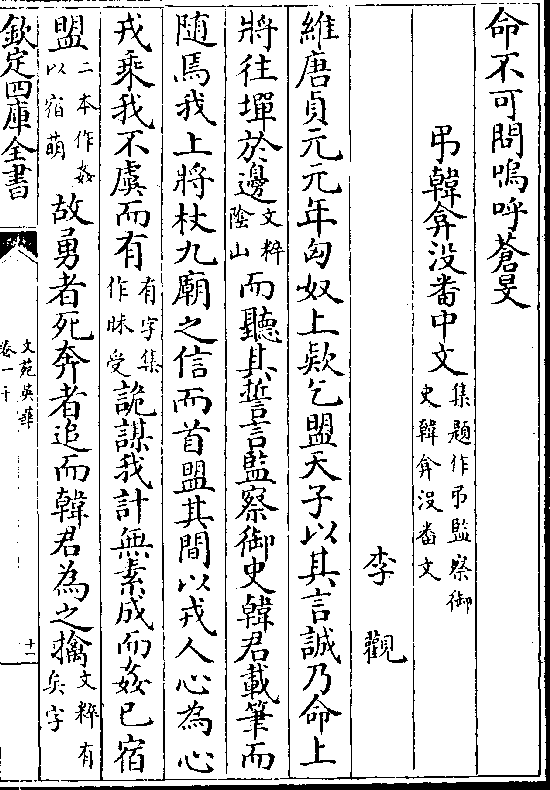 命不可問嗚呼蒼旻
弔韓弇没蕃中文集題作弔監察御史韓弇没蕃文
李觀
維唐貞元元年匈奴上欵乞盟天子以其言誠乃命上
將往墠於邊文粹陰山而聽其誓言監察御史韓君載筆而
随焉我上將杖九廟之信而首盟其間以戎人心為心
戎乗我不虞而有有字集作昧受詭謀我計無素成而姦已宿
盟二本作姦以宿萌故勇者死奔者追而韓君為之擒文粹有矣字
欽定四庫全書
文苑英華
卷一千
十二